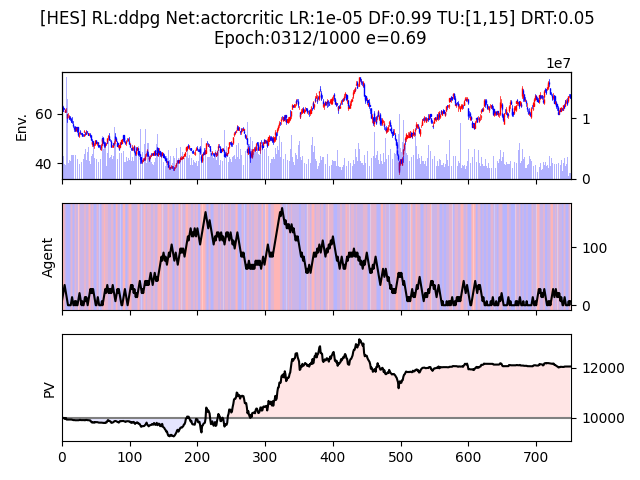 [HES] RL:ddpg Net:actorcritic LR:1e-05 DF:0.99 TU:[1,15] DRT:0.05
Epoch:0312/1000 e=0.69
1e7
Env.
60
40
1
0
Agent
100
0
PV
12000
10000
0 100 200 300 400 500 600 700